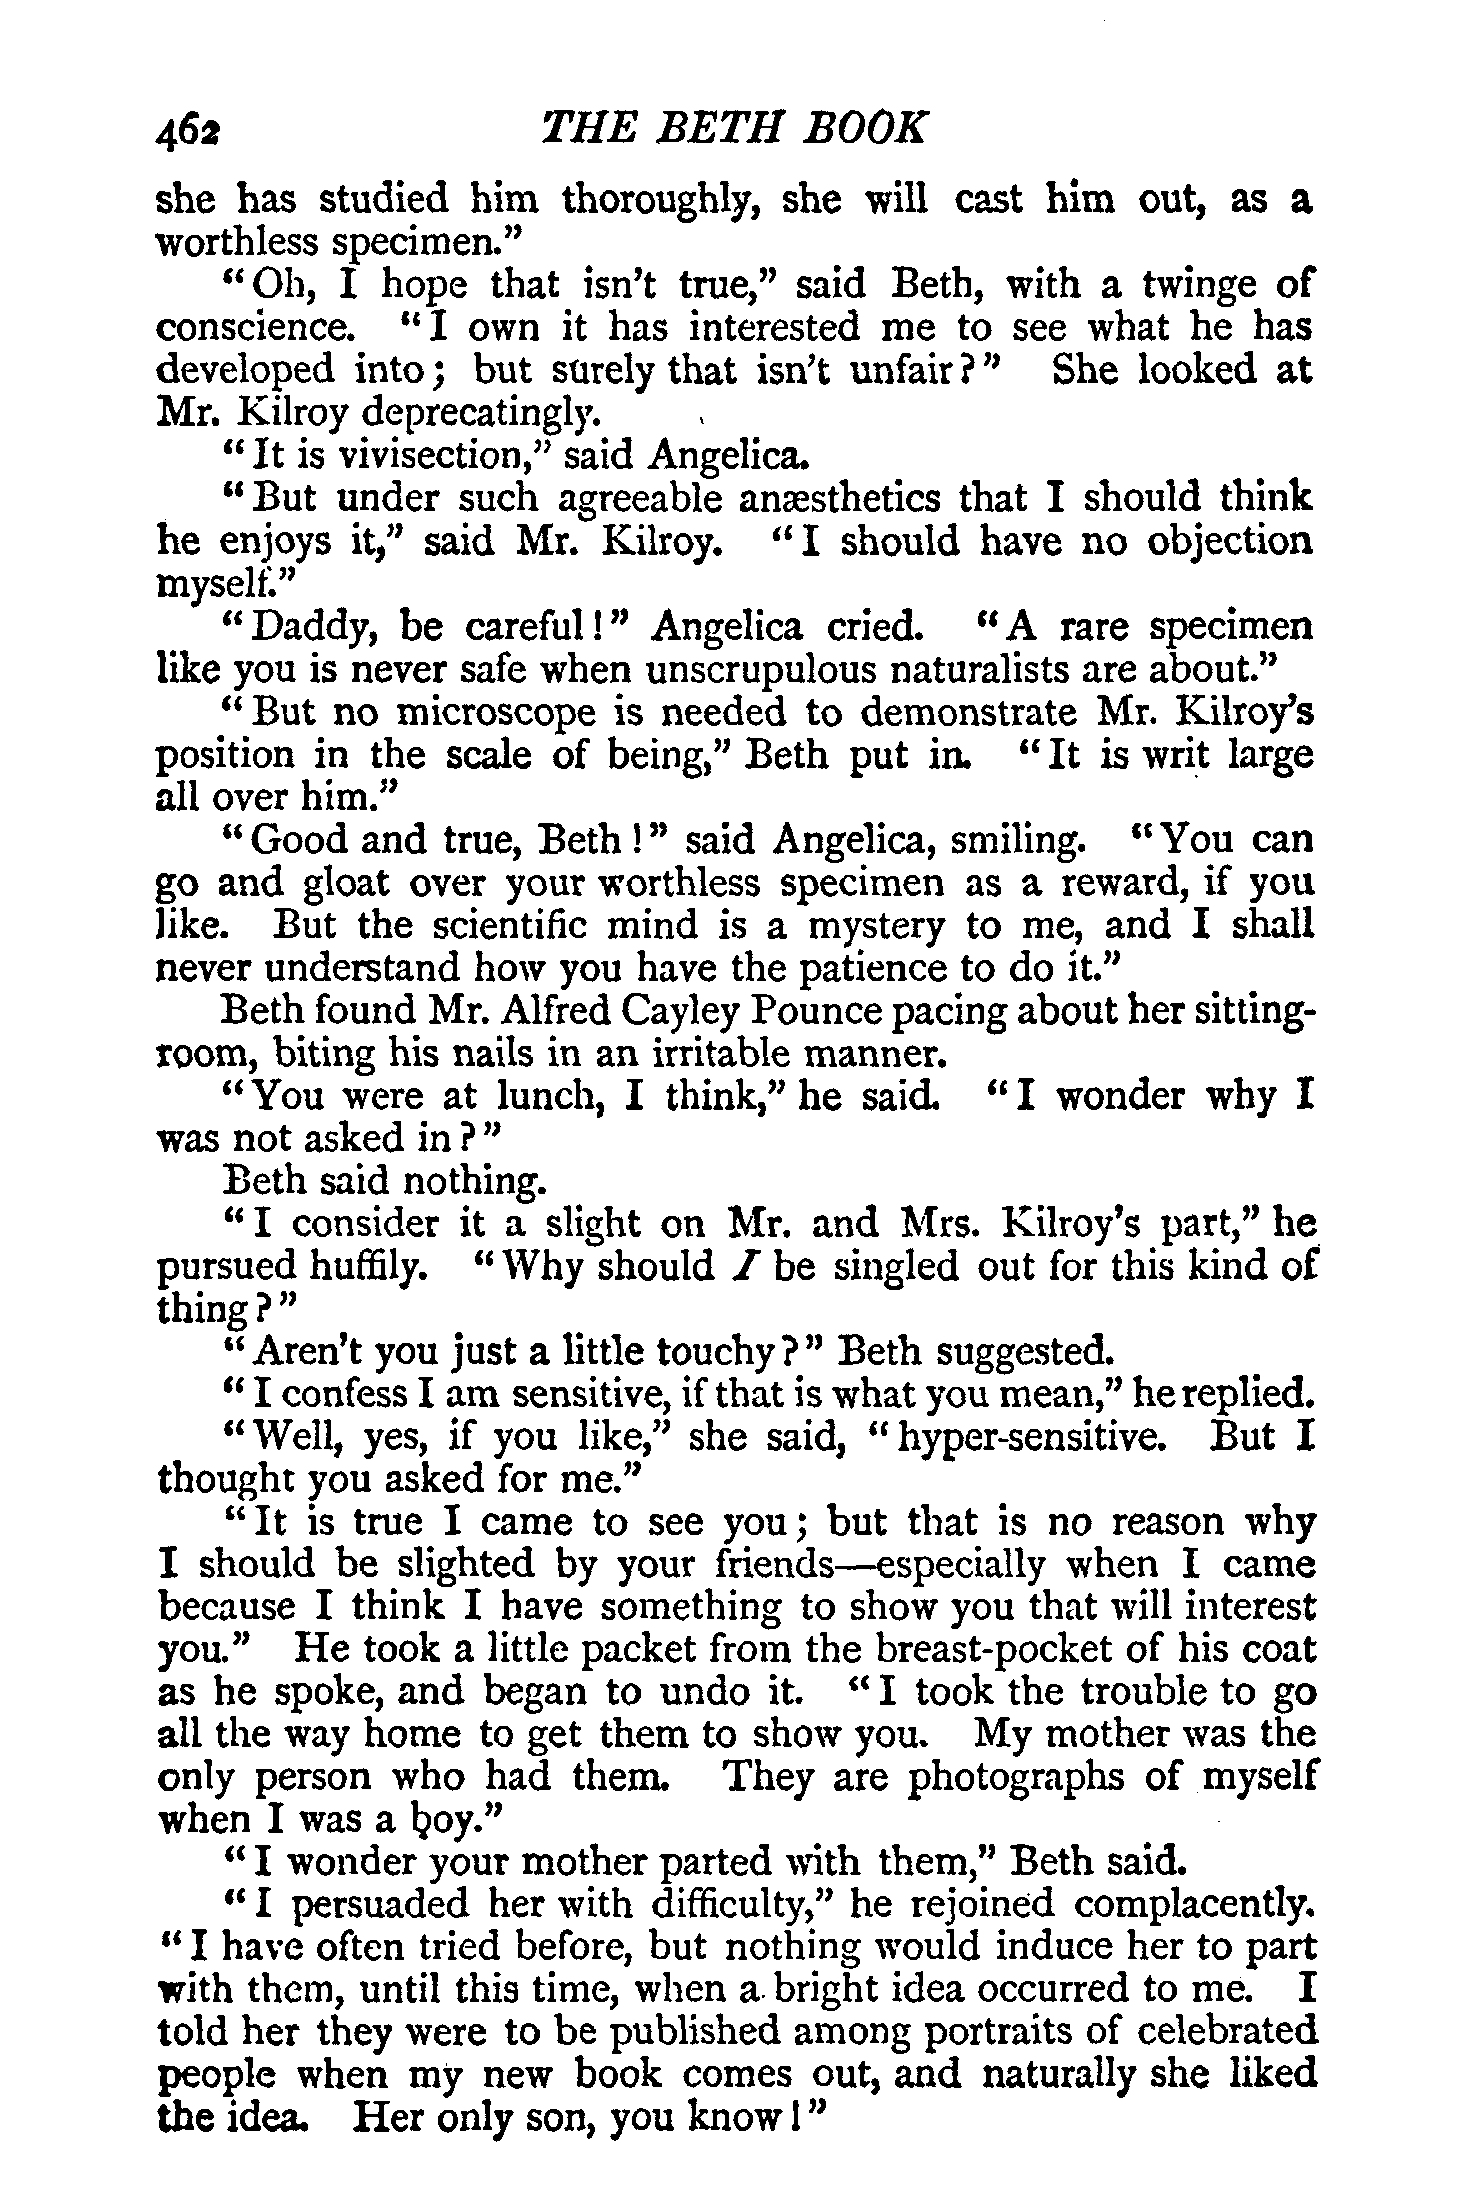 462 THE BETH BOOK
she has studied him thoroughly, she will cast him out, as a
worthless specimen.”
“Oh, I hope that isn't true,” said Beth, with a twinge of
conscience. “I own it has interested me to see what he has
developed into; but surely that isn't unfair?” She looked at
Mr. Kilroy deprecatingly.
“It is vivisection,” said Angelica.
“But under such agreeable anæsthetics that I should think
he enjoys it,” said Mr. Kilroy. “I should have no objection
myself.”
“Daddy, be careful!” Angelica cried. “A rare specimen
like you is never safe when unscrupulous naturalists are about.”
“But no microscope is needed to demonstrate Mr. Kilroy's
position in the scale of being,” Beth put in. “It is writ large
all over him.”
“Good and true, Beth!” said Angelica, smiling. “You can
go and gloat over your worthless specimen as a reward, if you
like. But the scientific mind is a mystery to me, and I shall
never understand how you have the patience to do it.”
Beth found Mr. Alfred Cayley Pounce pacing about her sitting-
room, biting his nails in an irritable manner.
“You were at lunch, I think,” he said. “I wonder why I
was not asked in?”
Beth said nothing.
“I consider it a slight on Mr. and Mrs. Kilroy's part,” he
pursued huffily. “Why should I be singled out for this kind of
thing?”
“Aren't you just a little touchy?” Beth suggested.
“I confess I am sensitive, if that is what you mean,” he replied.
“Well, yes, if you like,” she said, “hyper-sensitive. But I
thought you asked for me.”
“It is true I came to see you; but that is no reason why
I should be slighted by your friends—especially when I came
because I think I have something to show you that will interest
you.” He took a little packet from the breast-pocket of his coat
as he spoke, and began to undo it. “I took the trouble to go
all the way home to get them to show you. My mother was the
only person who had them. They are photographs of myself
when I was a boy.”
“I wonder your mother parted with them,” Beth said.
“I persuaded her with difficulty,” he rejoined complacently.
“I have often tried before, but nothing would induce her to part
with them, until this time, when a bright idea occurred to me. I
told her they were to be published among portraits of celebrated
people when my new book comes out, and naturally she liked
the idea. Her only son, you know!”